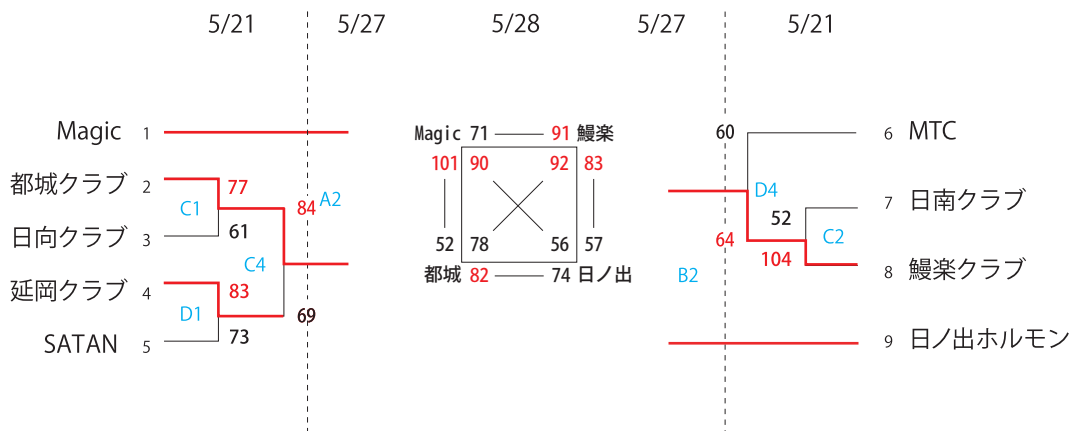 5/21 5/27 5/28 5/27 5/21
Magic 1
都城クラブ 2
日向クラブ 3
延岡クラブ 4
SATAN 5
77
C1
61
C4
83
D1
73
84
A2
69
Magic 71 91 鰻楽
101 90 92 83
52 78 56 57
都城 82 74 日ノ出
60
D4
52
C2
64
104
B2
6 MTC
7 日南クラブ
8 鰻楽クラブ
9 日ノ出ホルモン